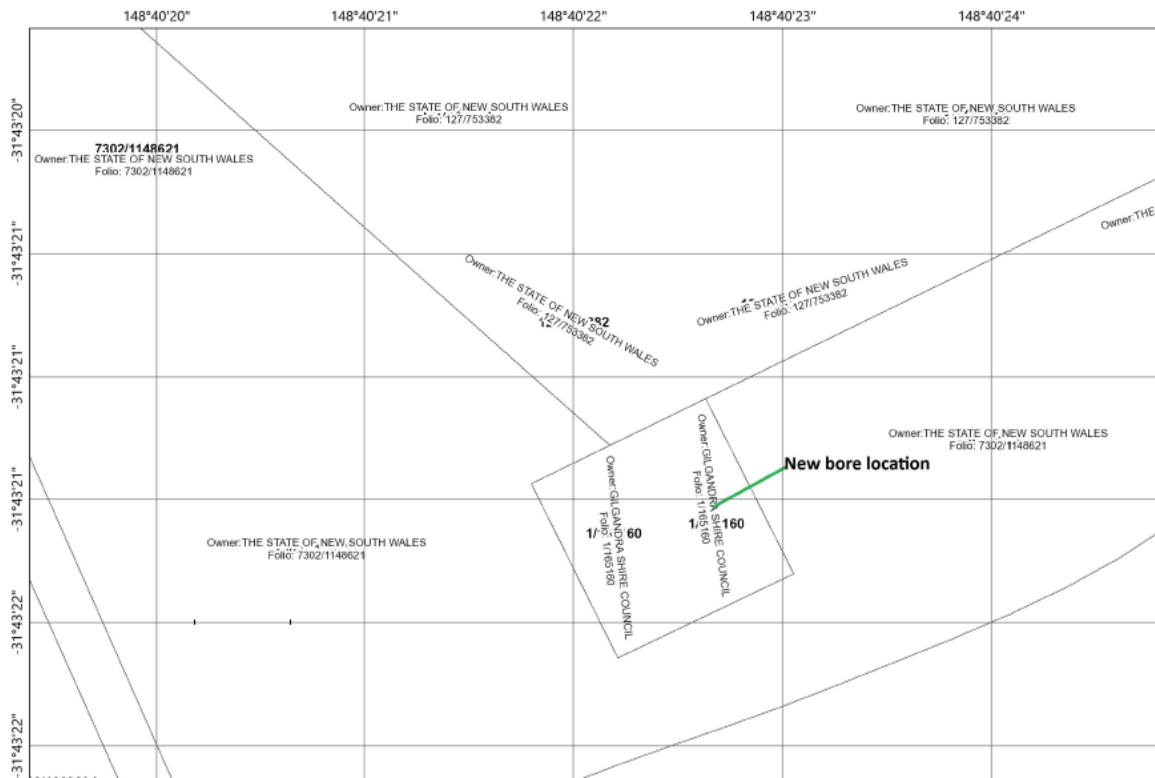 148°40'20"
148°40'21"
148°40'22"
148°40'23"
148°40'24"
-31°43'20"
-31°43'21"
-31°43'21"
-31°43'21"
-31°43'22"
-31°43'22"
Owner:THE STATE OF NEW SOUTH WALES
Folio: 127/753382
Owner:THE STATE OF NEW SOUTH WALES
Folio: 127/753382
7302/1148621
Owner:THE STATE OF NEW SOUTH WALES
Folio: 7302/1148621
Owner:THE
Owner:THE STATE OF NEW SOUTH WALES
Folio: 127/753382
382
Owner:THE STATE OF NEW SOUTH WALES
Folio: 127/753382
Owner:THE STATE OF NEW SOUTH WALES
Folio: 7302/1148621
New bore location
Owner:GILGANDRA SHIRE COUNCIL
Folio: 1/165160
1/ 60
Owner:GILGANDRA SHIRE COUNCIL
Folio: 1/165160
1/ 160
Owner:THE STATE OF NEW SOUTH WALES
Folio: 7302/1148621